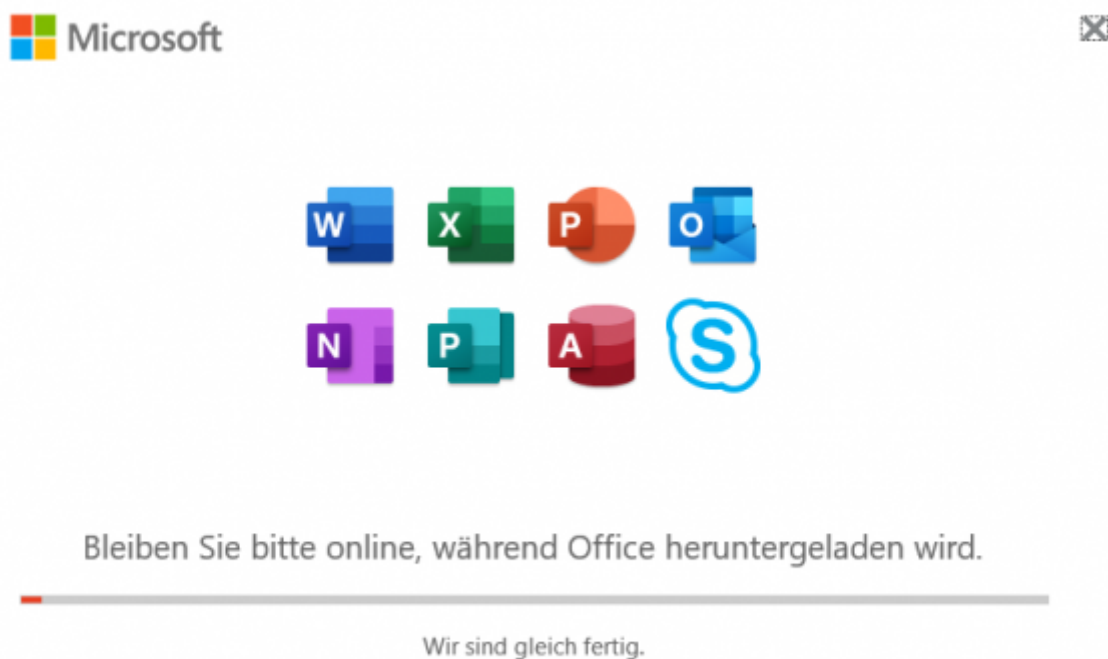 Microsoft
W X P O
N P A S
Bleiben Sie bitte online, während Office heruntergeladen wird.
Wir sind gleich fertig.